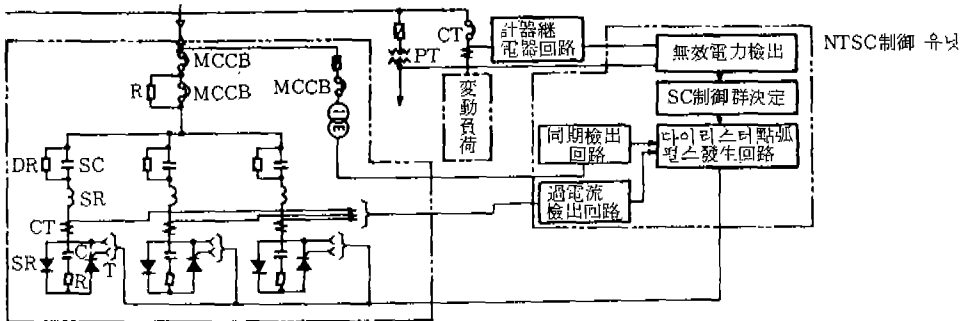 CT
計器継
電器回路
PT
NTSC制御 유닛
無效電力檢出
SC制御群決定
다이리스터點弧
펄스發生回路
同期檢出
回路
過電流
檢出回路
変動負荷
MCCB
R
MCCB
MCCB
DR
SC
SR
CT
SR
C
R
T